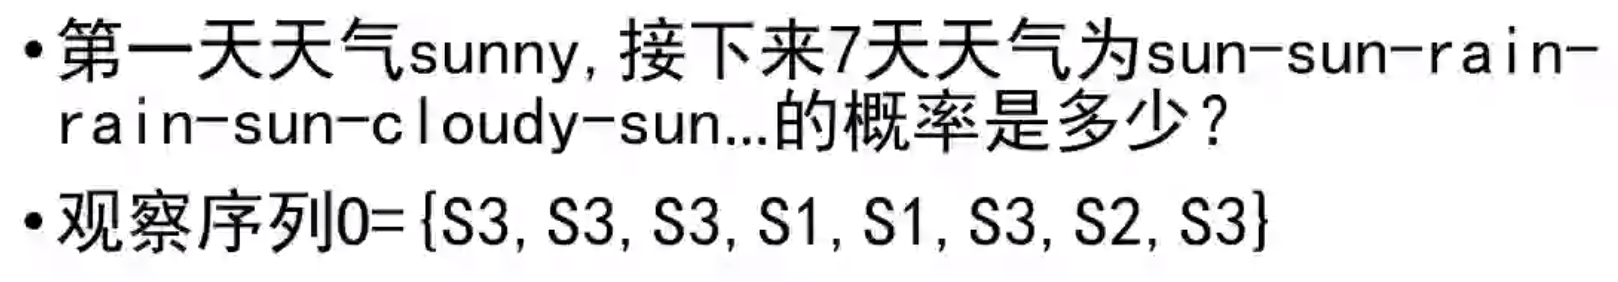 •第一天天气sunny, 接下来7天天气为sun-sun-rain-
rain-sun-cloudy-sun…的概率是多少?
•观察序列O={S3, S3, S3, S1, S1, S3, S2, S3}